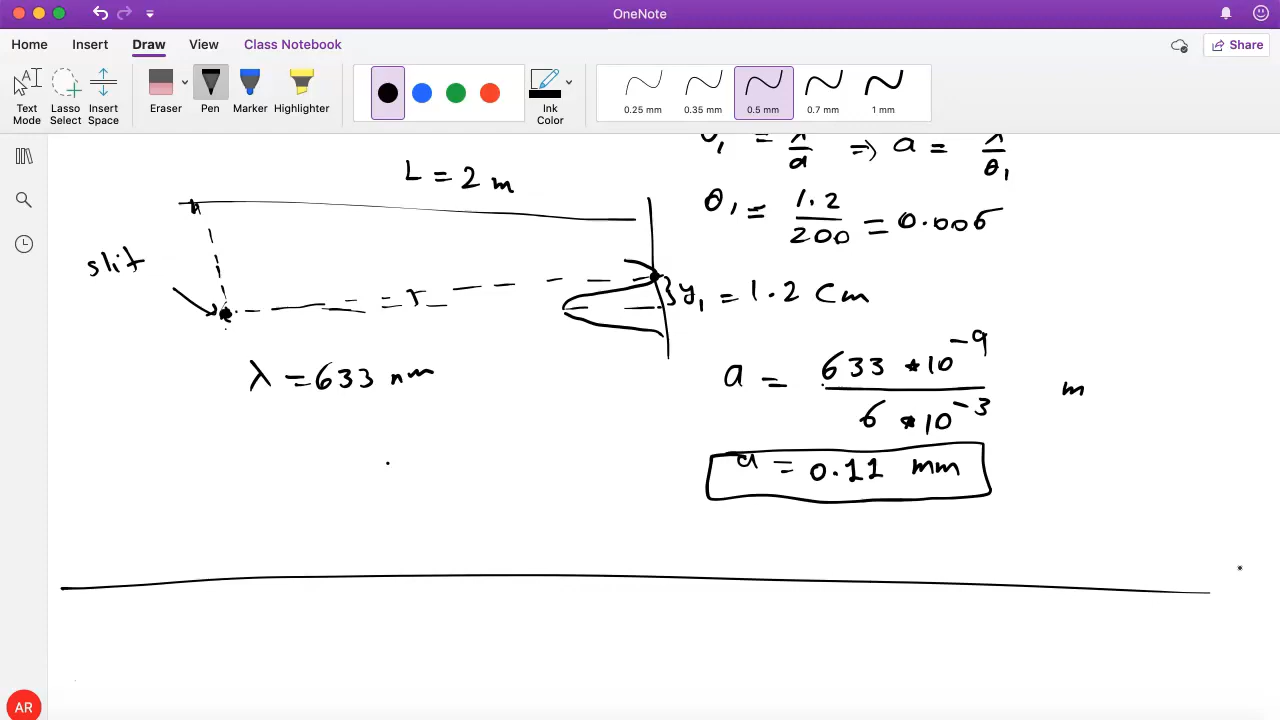 OneNote
Home Insert Draw View Class Notebook
Share
Text Mode
Lasso Select
Insert Space
Eraser
Pen
Marker
Highlighter
Ink Color
0.25 mm
0.35 mm
0.5 mm
0.7 mm
1 mm
θ₁ = λ/a ⇒ a = λ/θ₁
L = 2 m
θ₁ = 1.2/200 = 0.006
slit
y₁ = 1.2 cm
λ = 633 nm
a = 633 * 10⁻⁹ / 6 * 10⁻³ m
a = 0.11 mm
AR